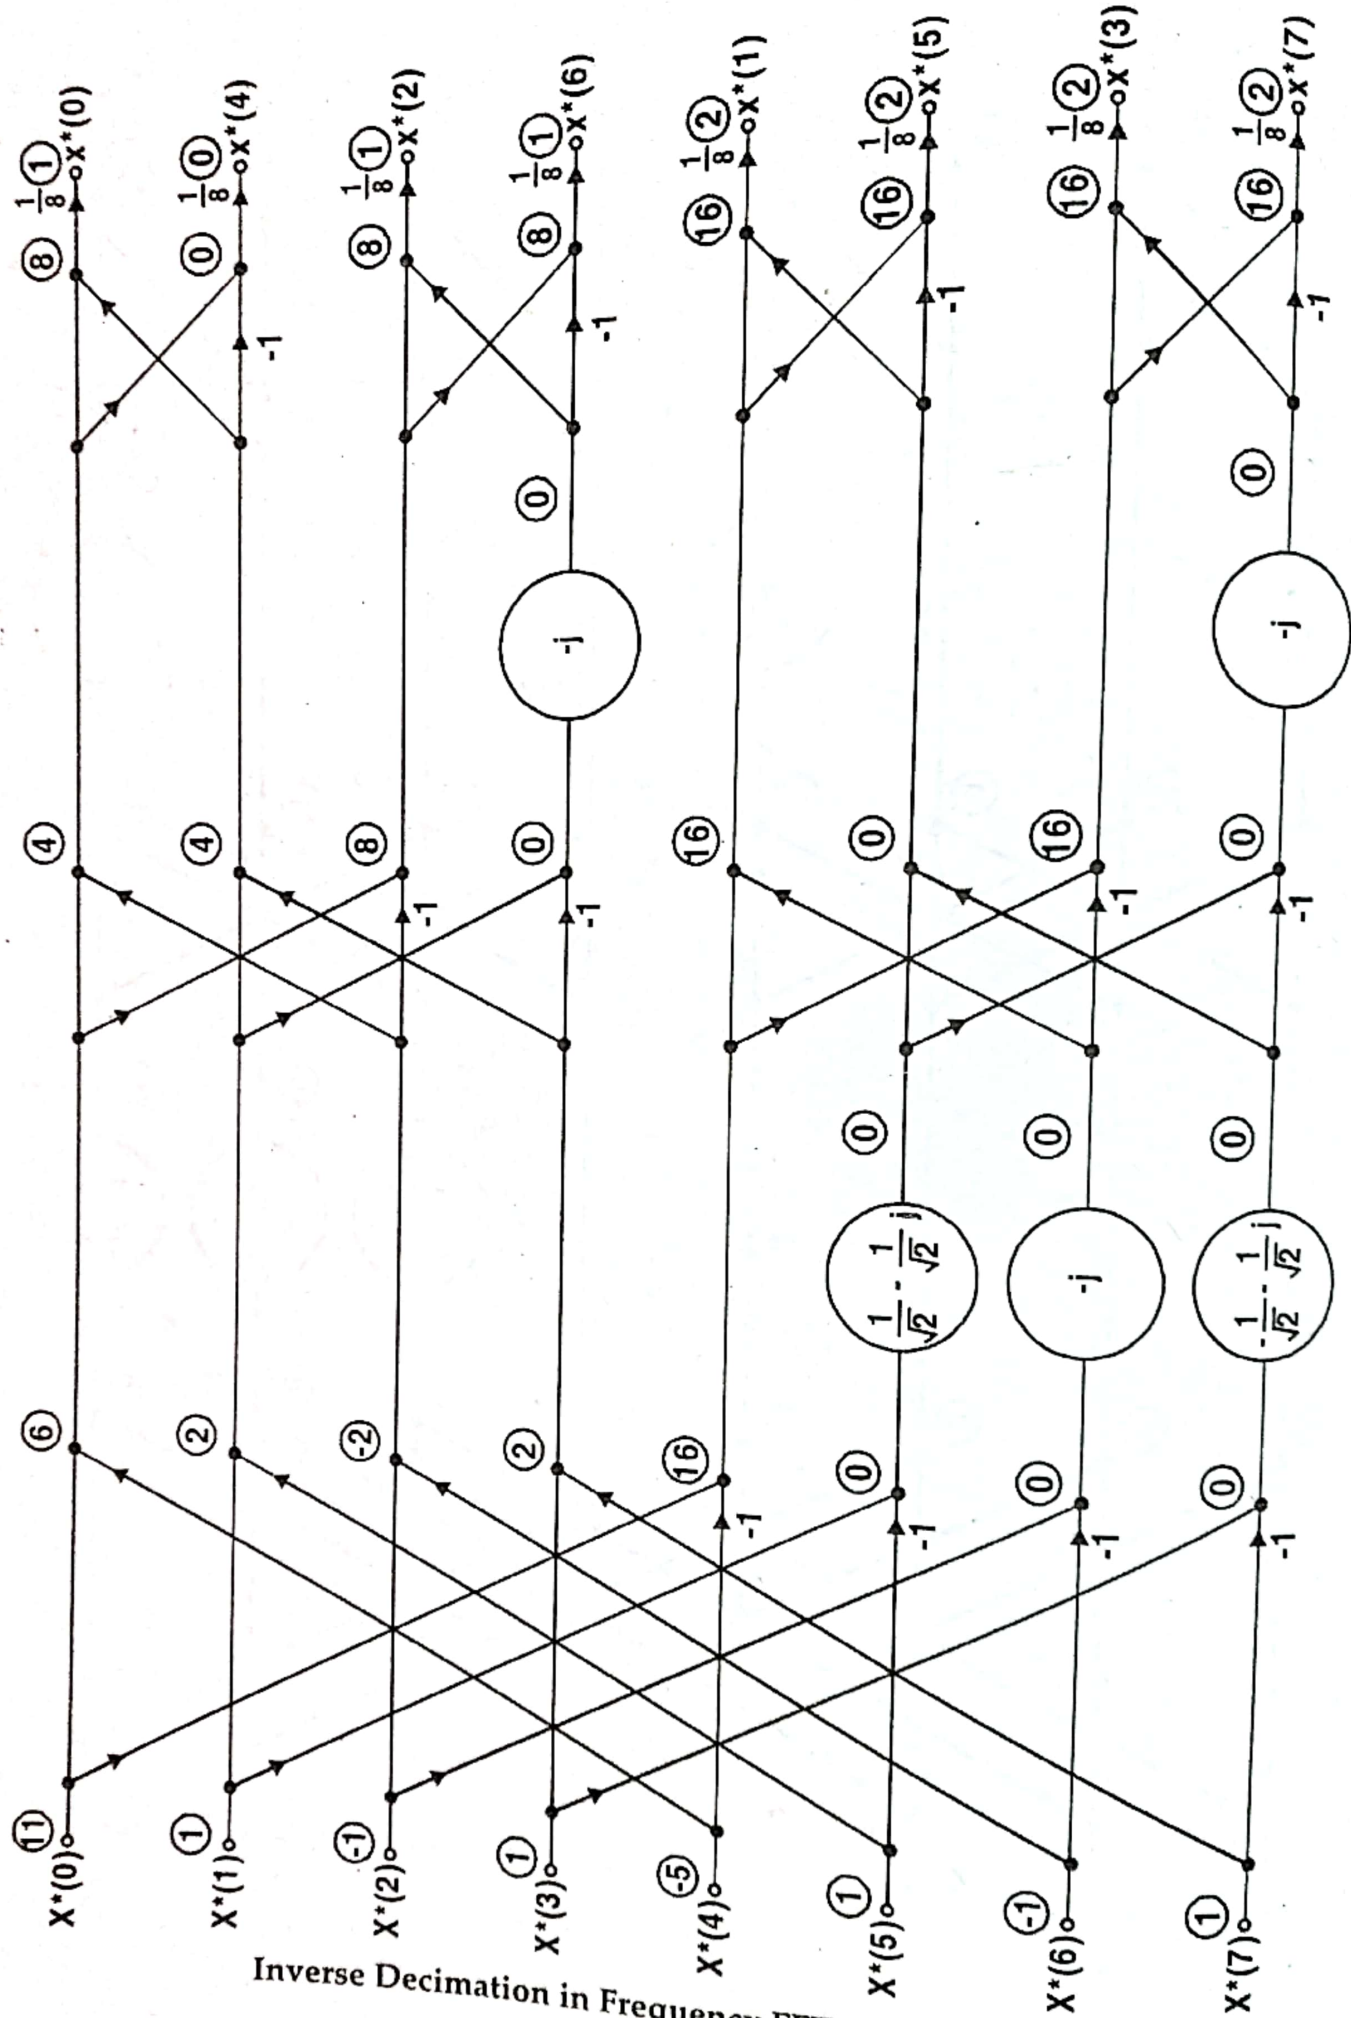 X*(0) 11 6 4 8 1/8 1 x*(0)
X*(1) 1 2 4 -1 0 1/8 0 x*(4)
X*(2) -1 -2 -1 8 8 1/8 1 x*(2)
X*(3) 1 2 -1 0 -j 0 -1 8 1/8 1 x*(6)
X*(4) -5 -1 16 16 16 1/8 2 x*(1)
X*(5) 1 -1 0 1/√2 - 1/√2 j 0 0 -1 16 1/8 2 x*(5)
X*(6) -1 -1 0 -j 0 -1 16 16 1/8 2 x*(3)
X*(7) 1 -1 0 -1/√2 - 1/√2 j 0 -1 0 -j 0 -1 16 1/8 2 x*(7)
Inverse Decimation in Frequency